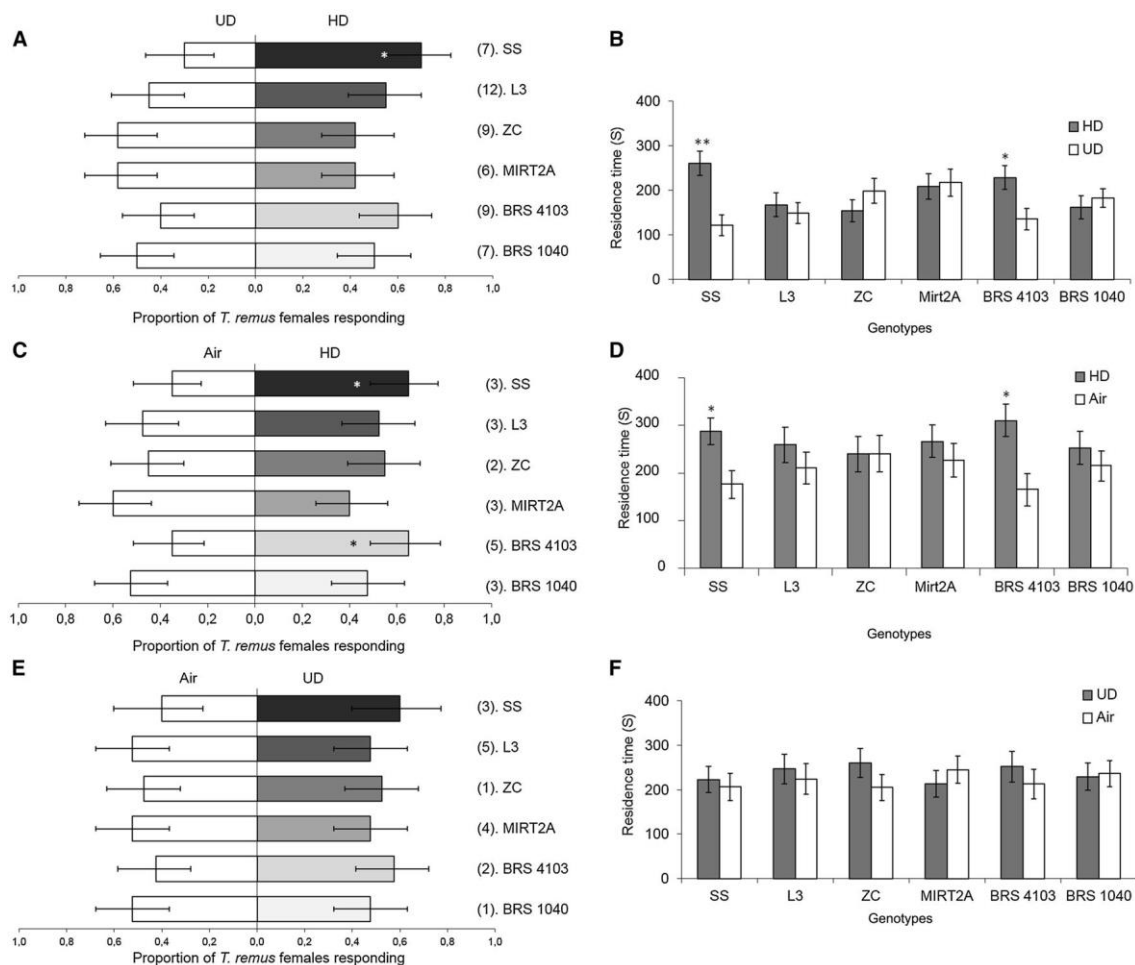 A
UD HD
(7). SS
(12). L3
(9). ZC
(6). MIRT2A
(9). BRS 4103
(7). BRS 1040
*
1,0 0,8 0,6 0,4 0,2 0,0 0,2 0,4 0,6 0,8 1,0
Proportion of T. remus females responding
B
Residence time (S)
400
300
200
100
0
HD
UD
** *
SS L3 ZC Mirt2A BRS 4103 BRS 1040
Genotypes
C
Air HD
(3). SS
(3). L3
(2). ZC
(3). MIRT2A
(5). BRS 4103
(3). BRS 1040
*
*
1,0 0,8 0,6 0,4 0,2 0,0 0,2 0,4 0,6 0,8 1,0
Proportion of T. remus females responding
D
Residence time (S)
400
300
200
100
0
HD
Air
* *
SS L3 ZC Mirt2A BRS 4103 BRS 1040
Genotypes
E
Air UD
(3). SS
(5). L3
(1). ZC
(4). MIRT2A
(2). BRS 4103
(1). BRS 1040
1,0 0,8 0,6 0,4 0,2 0,0 0,2 0,4 0,6 0,8 1,0
Proportion of T. remus females responding
F
Residence time (S)
400
300
200
100
0
UD
Air
SS L3 ZC MIRT2A BRS 4103 BRS 1040
Genotypes